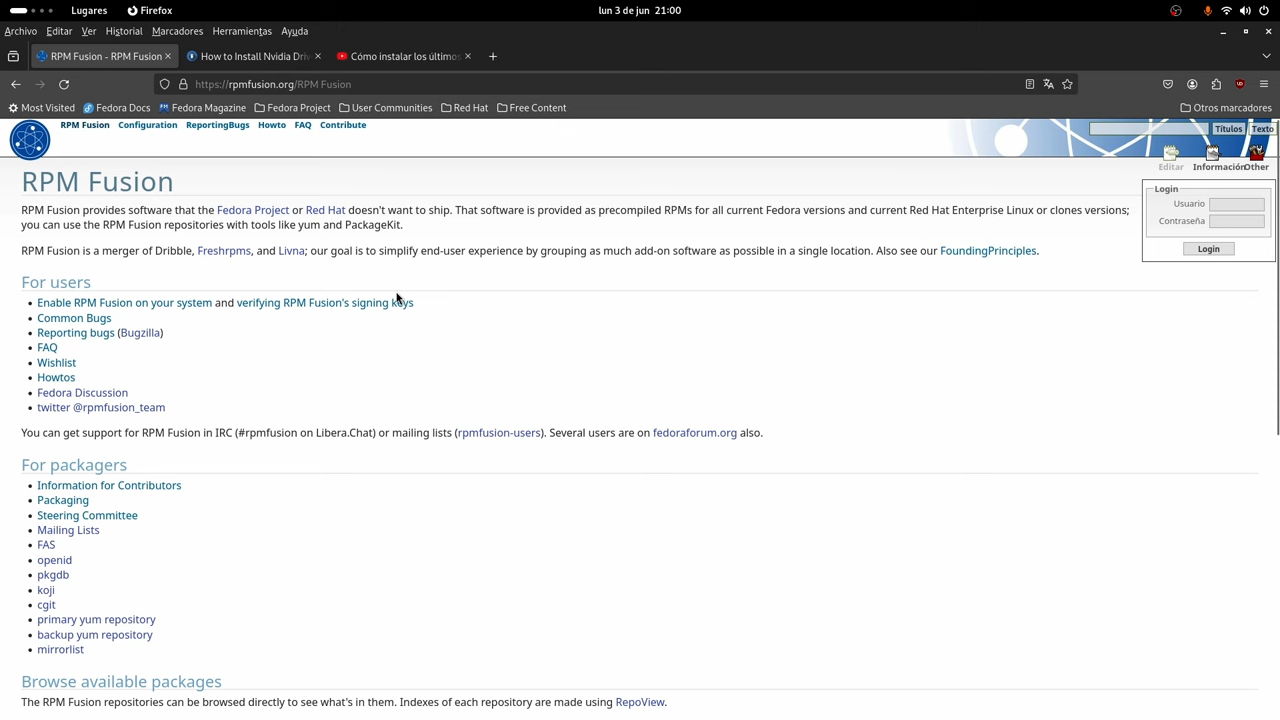 Lugares Firefox lun 3 de jun 21:00
Archivo Editar Ver Historial Marcadores Herramientas Ayuda
RPM Fusion - RPM Fusion How to Install Nvidia Dri Cómo instalar los últimos
https://rpmfusion.org/RPM Fusion
Most Visited Fedora Docs Fedora Magazine Fedora Project User Communities Red Hat Free Content Otros marcadores
RPM Fusion Configuration ReportingBugs Howto FAQ Contribute Títulos Texto
Editar Información Other
RPM Fusion
Login
Usuario
Contraseña
Login
RPM Fusion provides software that the Fedora Project or Red Hat doesn't want to ship. That software is provided as precompiled RPMs for all current Fedora versions and current Red Hat Enterprise Linux or clones versions;
you can use the RPM Fusion repositories with tools like yum and PackageKit.
RPM Fusion is a merger of Dribble, Freshrpms, and Livna; our goal is to simplify end-user experience by grouping as much add-on software as possible in a single location. Also see our FoundingPrinciples.
For users
• Enable RPM Fusion on your system and verifying RPM Fusion's signing keys
• Common Bugs
• Reporting bugs (Bugzilla)
• FAQ
• Wishlist
• Howtos
• Fedora Discussion
• twitter @rpmfusion_team
You can get support for RPM Fusion in IRC (#rpmfusion on Libera.Chat) or mailing lists (rpmfusion-users). Several users are on fedoraforum.org also.
For packagers
• Information for Contributors
• Packaging
• Steering Committee
• Mailing Lists
• FAS
• openid
• pkgdb
• koji
• cgit
• primary yum repository
• backup yum repository
• mirrorlist
Browse available packages
The RPM Fusion repositories can be browsed directly to see what's in them. Indexes of each repository are made using RepoView.